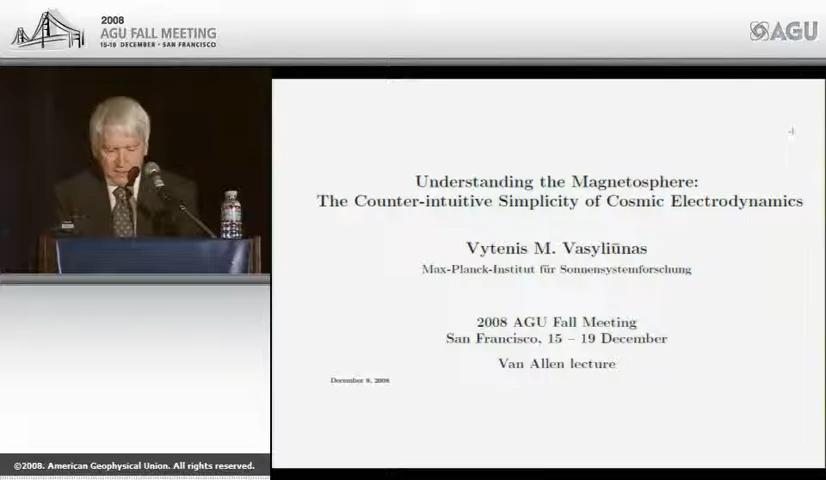 2008
AGU FALL MEETING
15-19 DECEMBER • SAN FRANCISCO
AGU
Understanding the Magnetosphere:
The Counter-intuitive Simplicity of Cosmic Electrodynamics
Vytenis M. Vasyliūnas
Max-Planck-Institut für Sonnensystemforschung
2008 AGU Fall Meeting
San Francisco, 15 – 19 December
Van Allen lecture
December 9, 2008
©2008. American Geophysical Union. All rights reserved.